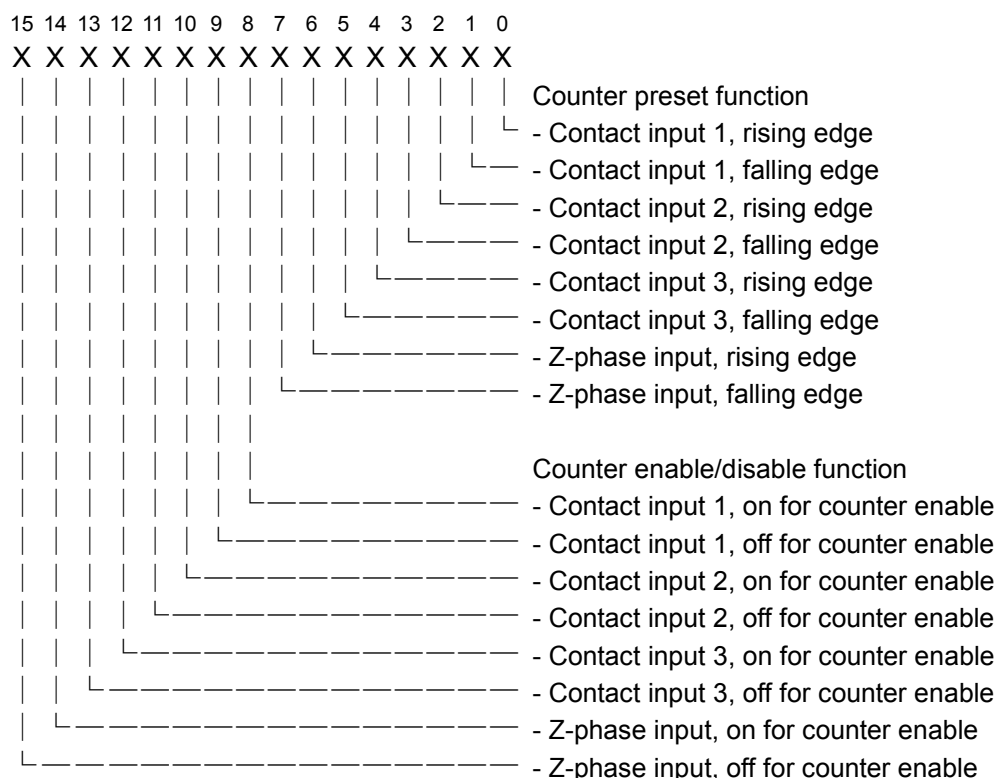 15 14 13 12 11 10 9 8 7 6 5 4 3 2 1 0
X X X X X X X X X X X X X X X X
Counter preset function
- Contact input 1, rising edge
- Contact input 1, falling edge
- Contact input 2, rising edge
- Contact input 2, falling edge
- Contact input 3, rising edge
- Contact input 3, falling edge
- Z-phase input, rising edge
- Z-phase input, falling edge
Counter enable/disable function
- Contact input 1, on for counter enable
- Contact input 1, off for counter enable
- Contact input 2, on for counter enable
- Contact input 2, off for counter enable
- Contact input 3, on for counter enable
- Contact input 3, off for counter enable
- Z-phase input, on for counter enable
- Z-phase input, off for counter enable